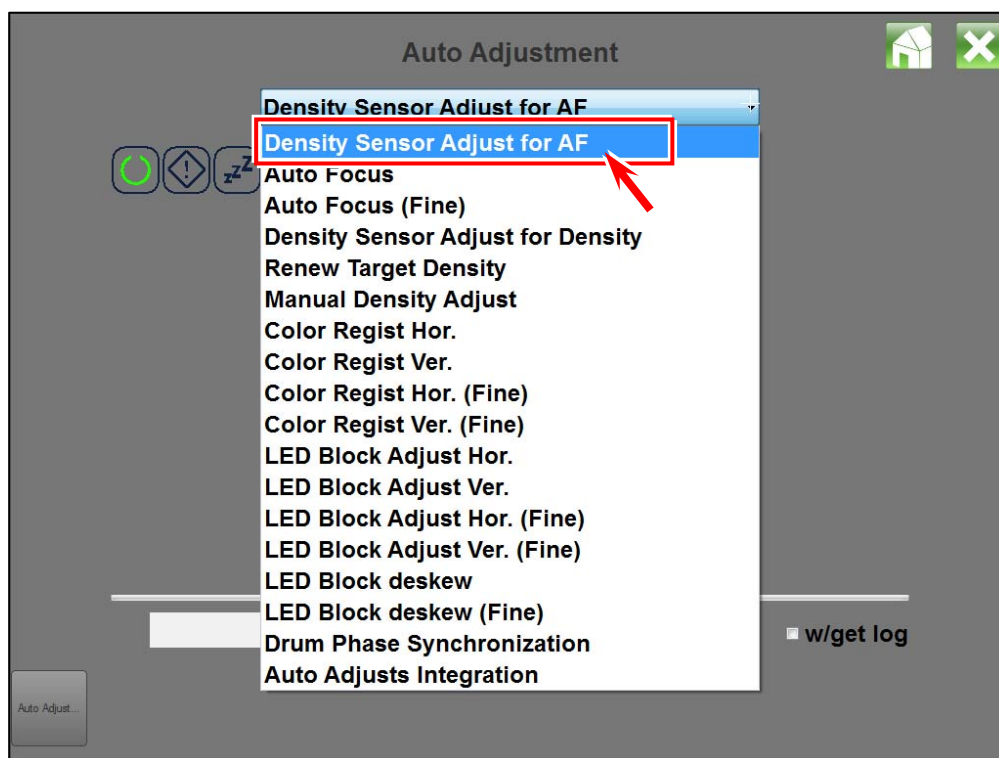 Auto Adjustment
Density Sensor Adjust for AF
Density Sensor Adjust for AF
zzZ
Auto Focus
Auto Focus (Fine)
Density Sensor Adjust for Density
Renew Target Density
Manual Density Adjust
Color Regist Hor.
Color Regist Ver.
Color Regist Hor. (Fine)
Color Regist Ver. (Fine)
LED Block Adjust Hor.
LED Block Adjust Ver.
LED Block Adjust Hor. (Fine)
LED Block Adjust Ver. (Fine)
LED Block deskew
LED Block deskew (Fine)
Drum Phase Synchronization
w/get log
Auto Adjusts Integration
Auto Adjust...